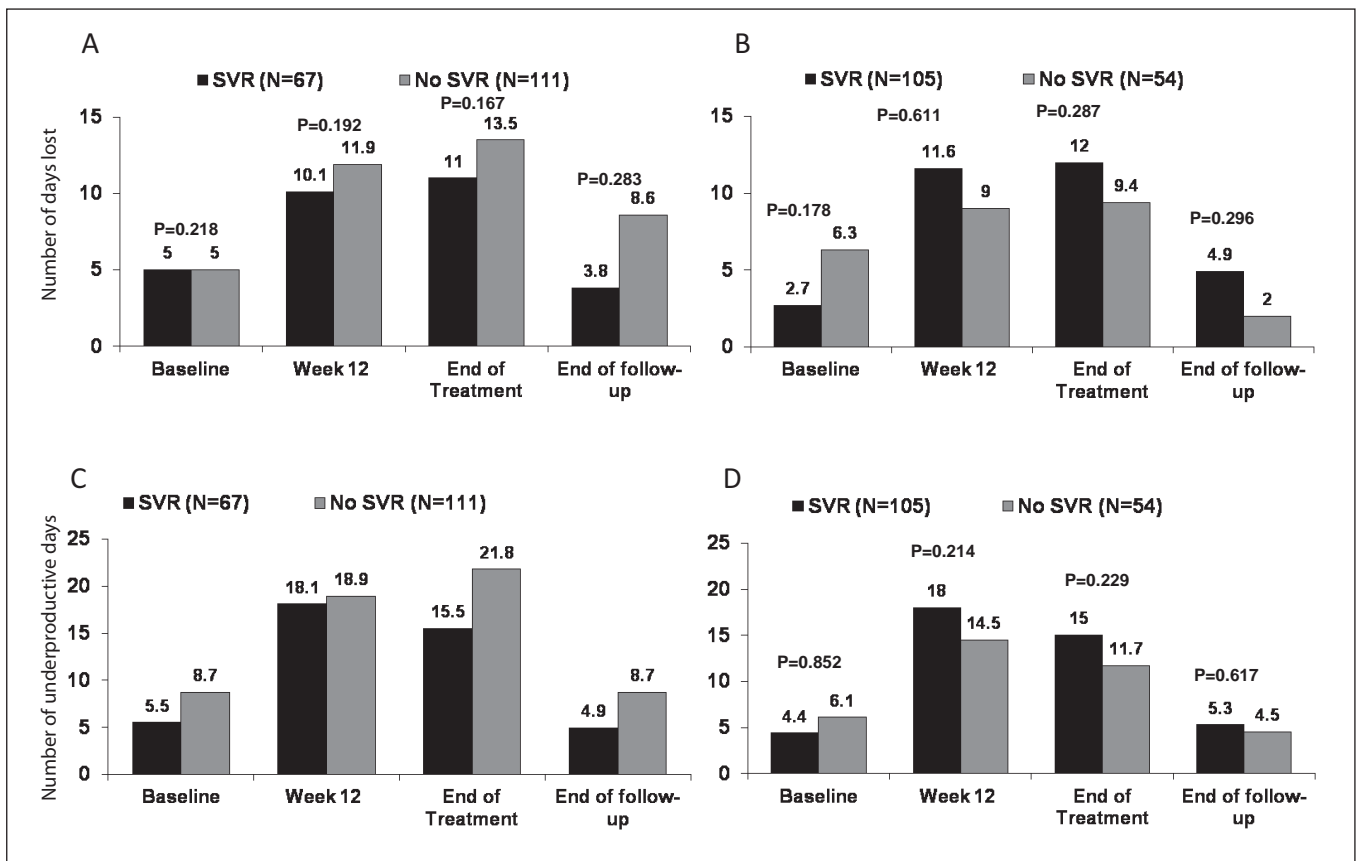 A
SVR (N=67) No SVR (N=111)
Number of days lost
15
10
5
0
P=0.218
5 5
P=0.192
10.1 11.9
P=0.167
11 13.5
P=0.283
3.8 8.6
Baseline Week 12 End of Treatment End of follow-up
B
SVR (N=105) No SVR (N=54)
15
10
5
0
P=0.178
2.7 6.3
P=0.611
11.6 9
P=0.287
12 9.4
P=0.296
4.9 2
Baseline Week 12 End of Treatment End of follow-up
C
SVR (N=67) No SVR (N=111)
Number of underproductive days
25
20
15
10
5
0
5.5 8.7
18.1 18.9
15.5 21.8
4.9 8.7
Baseline Week 12 End of Treatment End of follow-up
D
SVR (N=105) No SVR (N=54)
25
20
15
10
5
0
P=0.852
4.4 6.1
P=0.214
18 14.5
P=0.229
15 11.7
P=0.617
5.3 4.5
Baseline Week 12 End of Treatment End of follow-up